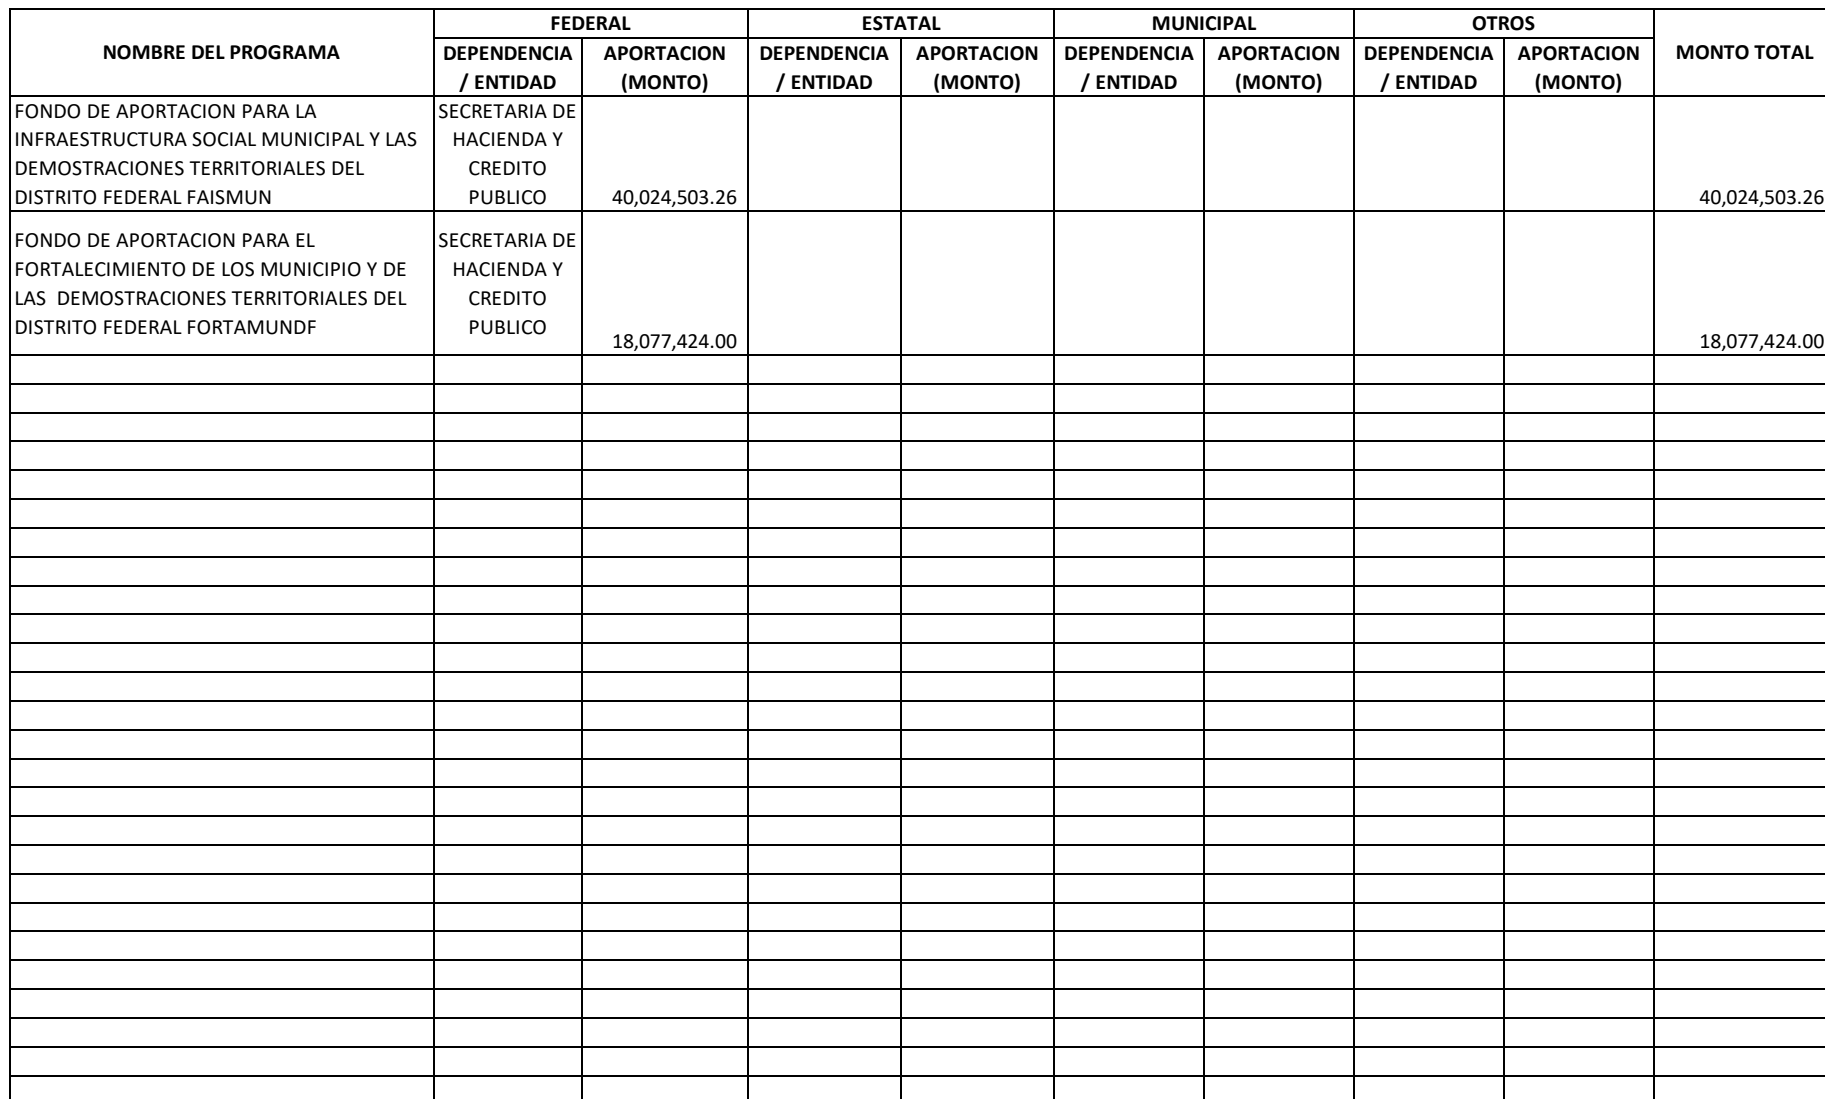 FEDERAL ESTATAL MUNICIPAL OTROS
NOMBRE DEL PROGRAMA DEPENDENCIA APORTACION DEPENDENCIA APORTACION DEPENDENCIA APORTACION DEPENDENCIA APORTACION MONTO TOTAL
/ ENTIDAD (MONTO) / ENTIDAD (MONTO) / ENTIDAD (MONTO) / ENTIDAD (MONTO)
FONDO DE APORTACION PARA LA SECRETARIA DE
INFRAESTRUCTURA SOCIAL MUNICIPAL Y LAS HACIENDA Y
DEMOSTRACIONES TERRITORIALES DEL CREDITO
DISTRITO FEDERAL FAISMUN PUBLICO 40,024,503.26 40,024,503.26
FONDO DE APORTACION PARA EL SECRETARIA DE
FORTALECIMIENTO DE LOS MUNICIPIO Y DE HACIENDA Y
LAS DEMOSTRACIONES TERRITORIALES DEL CREDITO
DISTRITO FEDERAL FORTAMUNDF PUBLICO
18,077,424.00 18,077,424.00